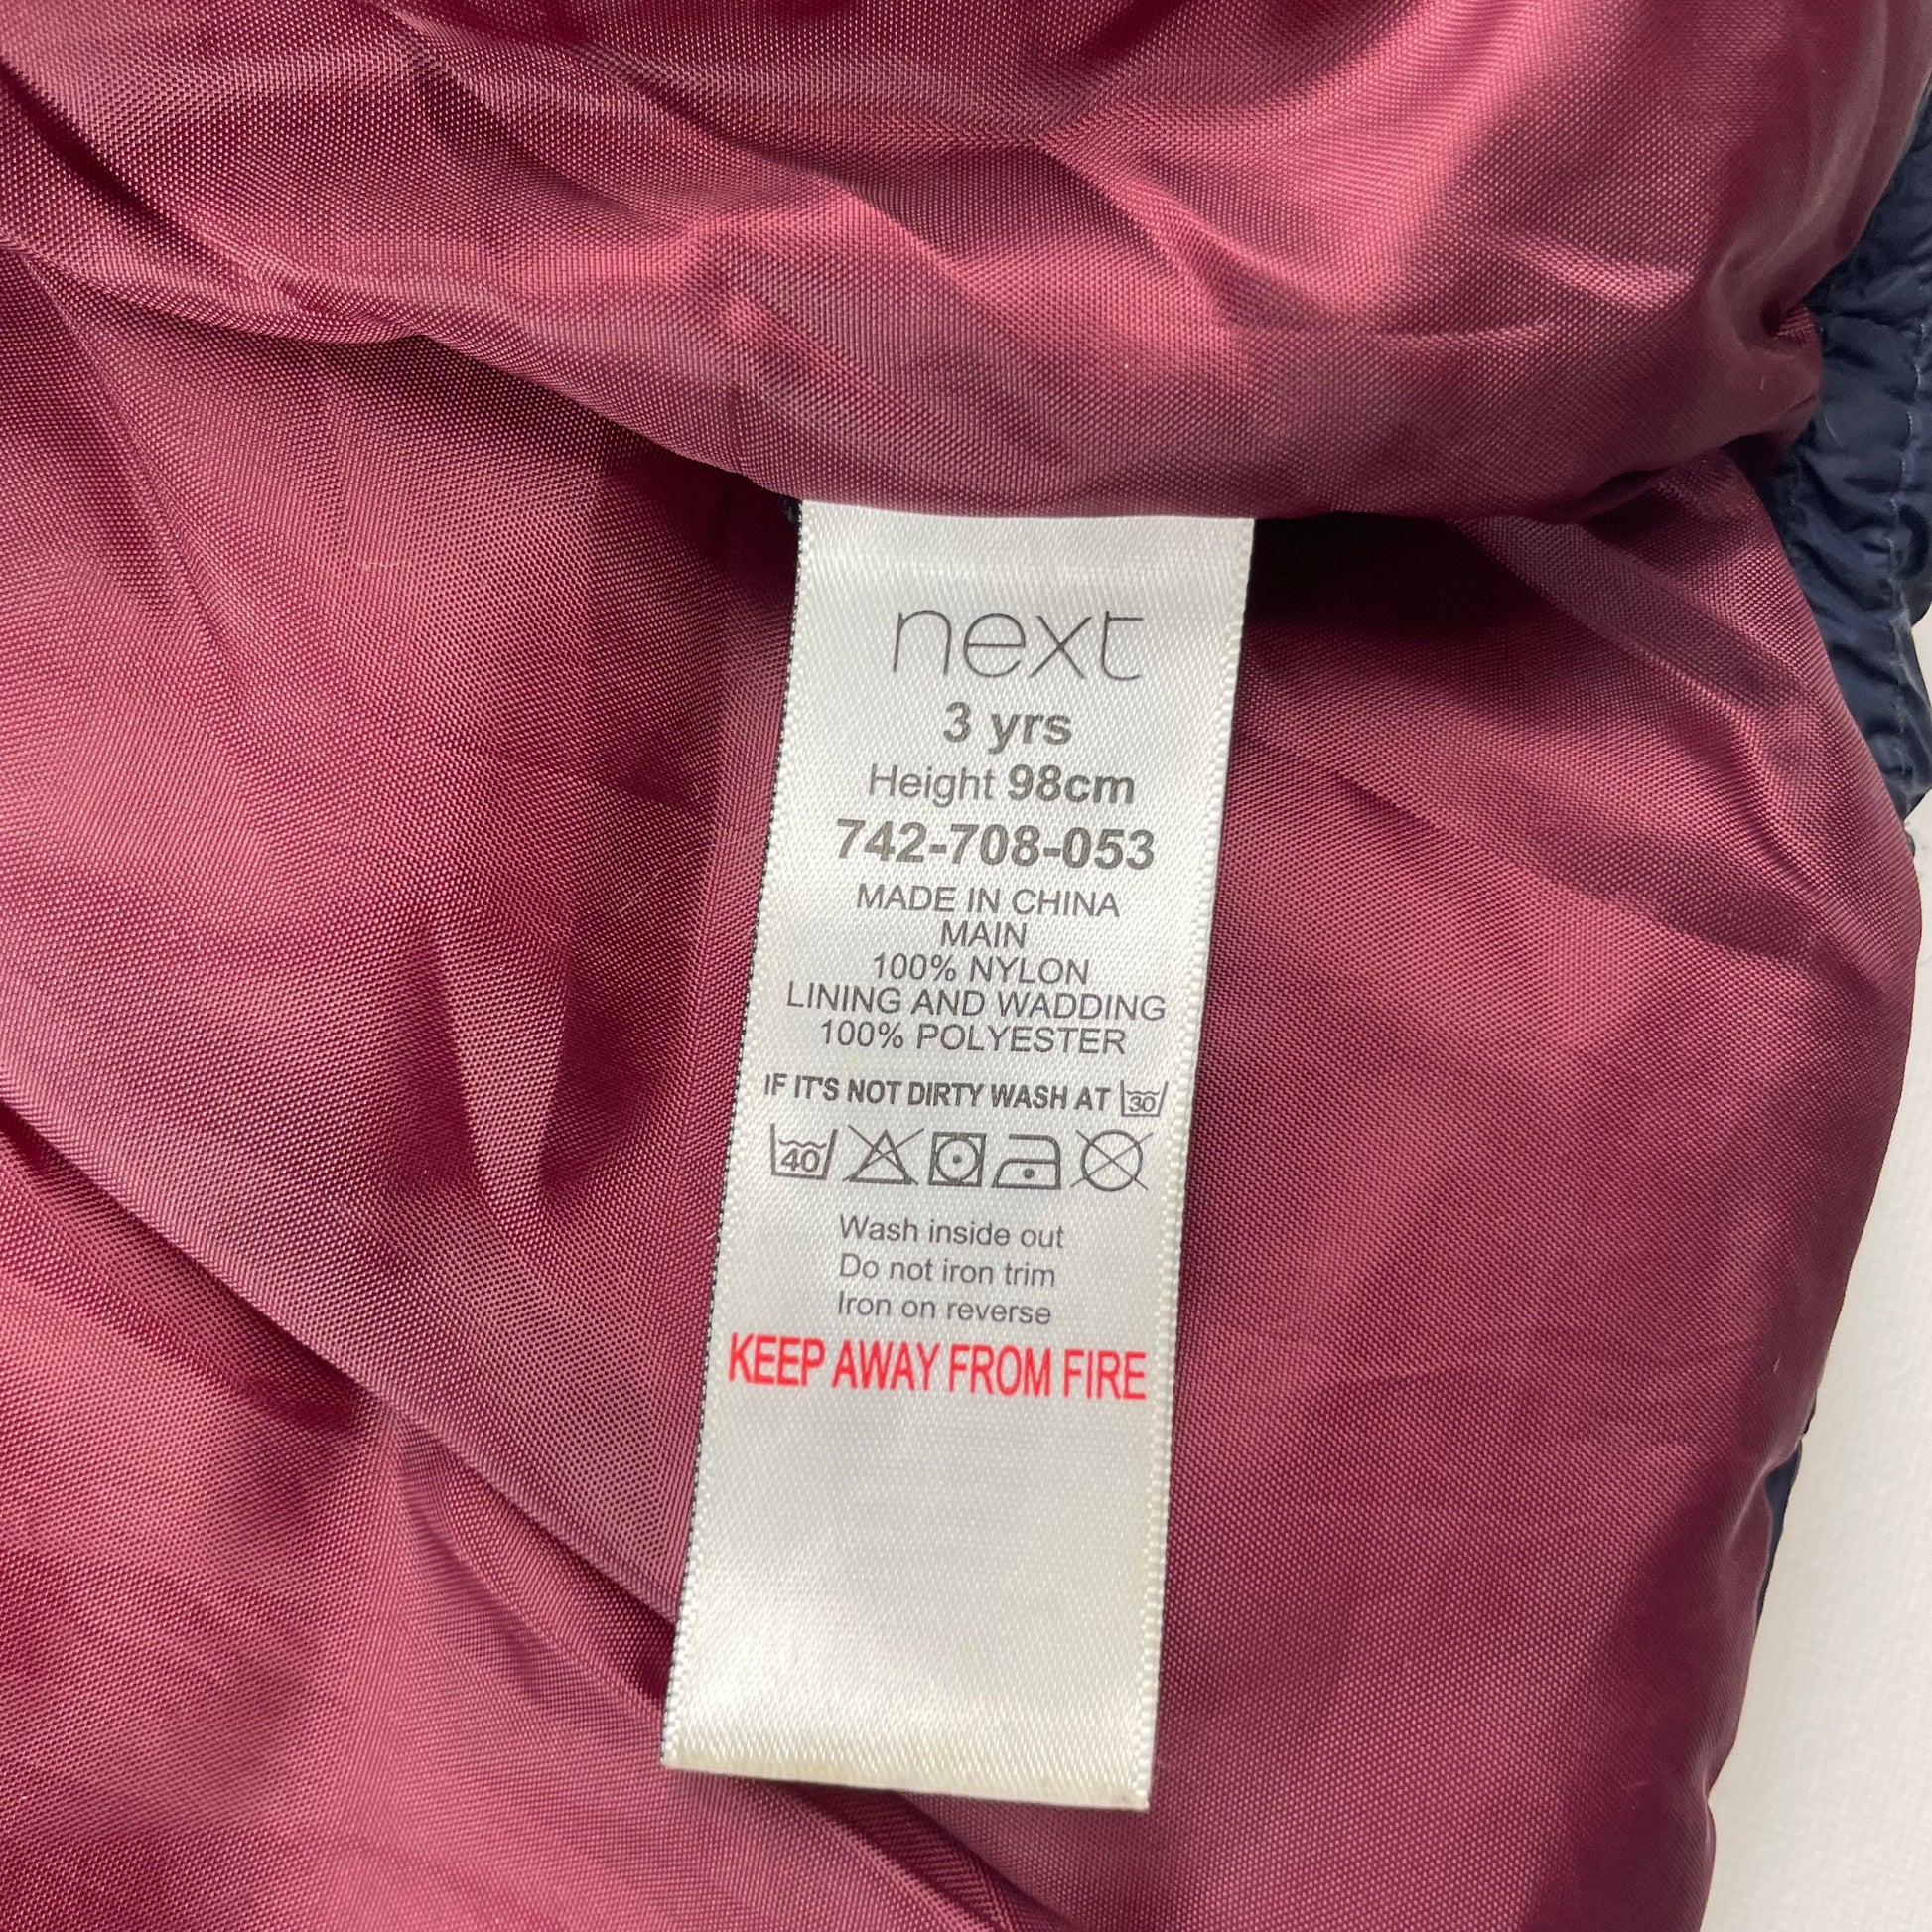 next
3 yrs
Height 98cm
742-708-053
MADE IN CHINA
MAIN
100% NYLON
LINING AND WADDING
100% POLYESTER
IF IT'S NOT DIRTY WASH AT 30
40
Wash inside out
Do not iron trim
Iron on reverse
KEEP AWAY FROM FIRE